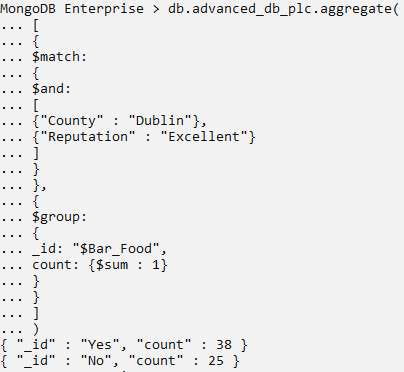 MongoDB Enterprise > db.advanced_db_plc.aggregate(
... [
... {
... $match:
... {
... $and:
... [
... {"County" : "Dublin"},
... {"Reputation" : "Excellent"}
... ]
... }
... },
... {
... $group:
... {
... _id: "$Bar_Food",
... count: {$sum : 1}
... }
... }
... ]
... )
{ "_id" : "Yes", "count" : 38 }
{ "_id" : "No", "count" : 25 }